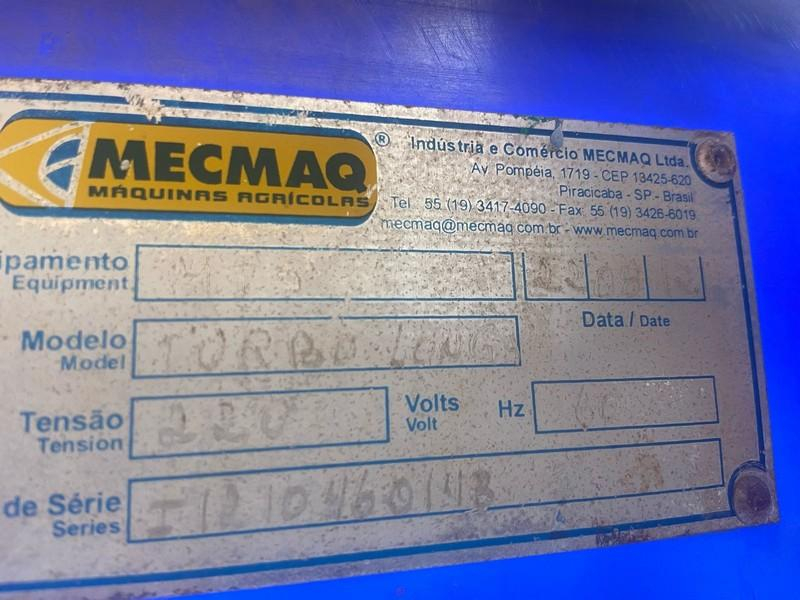 MECMAQ ®
MÁQUINAS AGRÍCOLAS
Indústria e Comércio MECMAQ Ltda.
Av Pompéia, 1719 - CEP 13425-620
Piracicaba - SP - Brasil
Tel 55 (19) 3417-4090 - Fax 55 (19) 3426-6019
mecmaq@mecmaq.com.br - www.mecmaq.com.br
ipamento
Equipment
Data / Date
Modelo TURBO LONG
Model
Tensão 220 Volts Hz 60
Tension Volt
de Série
Series